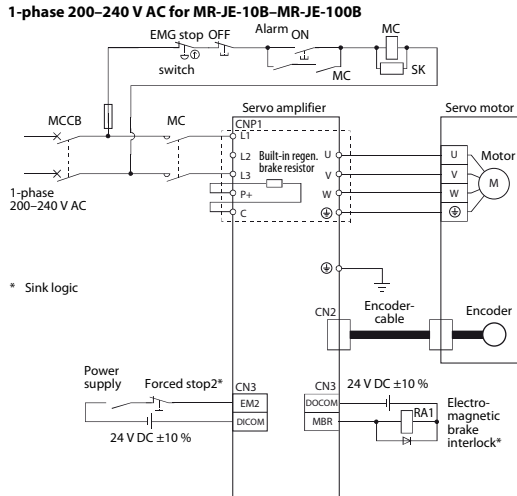 1-phase 200–240 V AC for MR-JE-10B–MR-JE-100B
EMG stop OFF
switch
Alarm
ON
MC
MC
SK
MCCB
MC
1-phase
200–240 V AC
Servo amplifier
CNP1
L1
L2
L3
P+
C
Built-in regen.
brake resistor
U
V
W
Servo motor
U
V
W
Motor
M
* Sink logic
CN2
Encoder-
cable
Encoder
Power
supply
Forced stop2*
24 V DC ±10 %
CN3
EM2
DICOM
CN3
DOCOM
MBR
24 V DC ±10 %
RA1
Electro-
magnetic
brake
interlock*